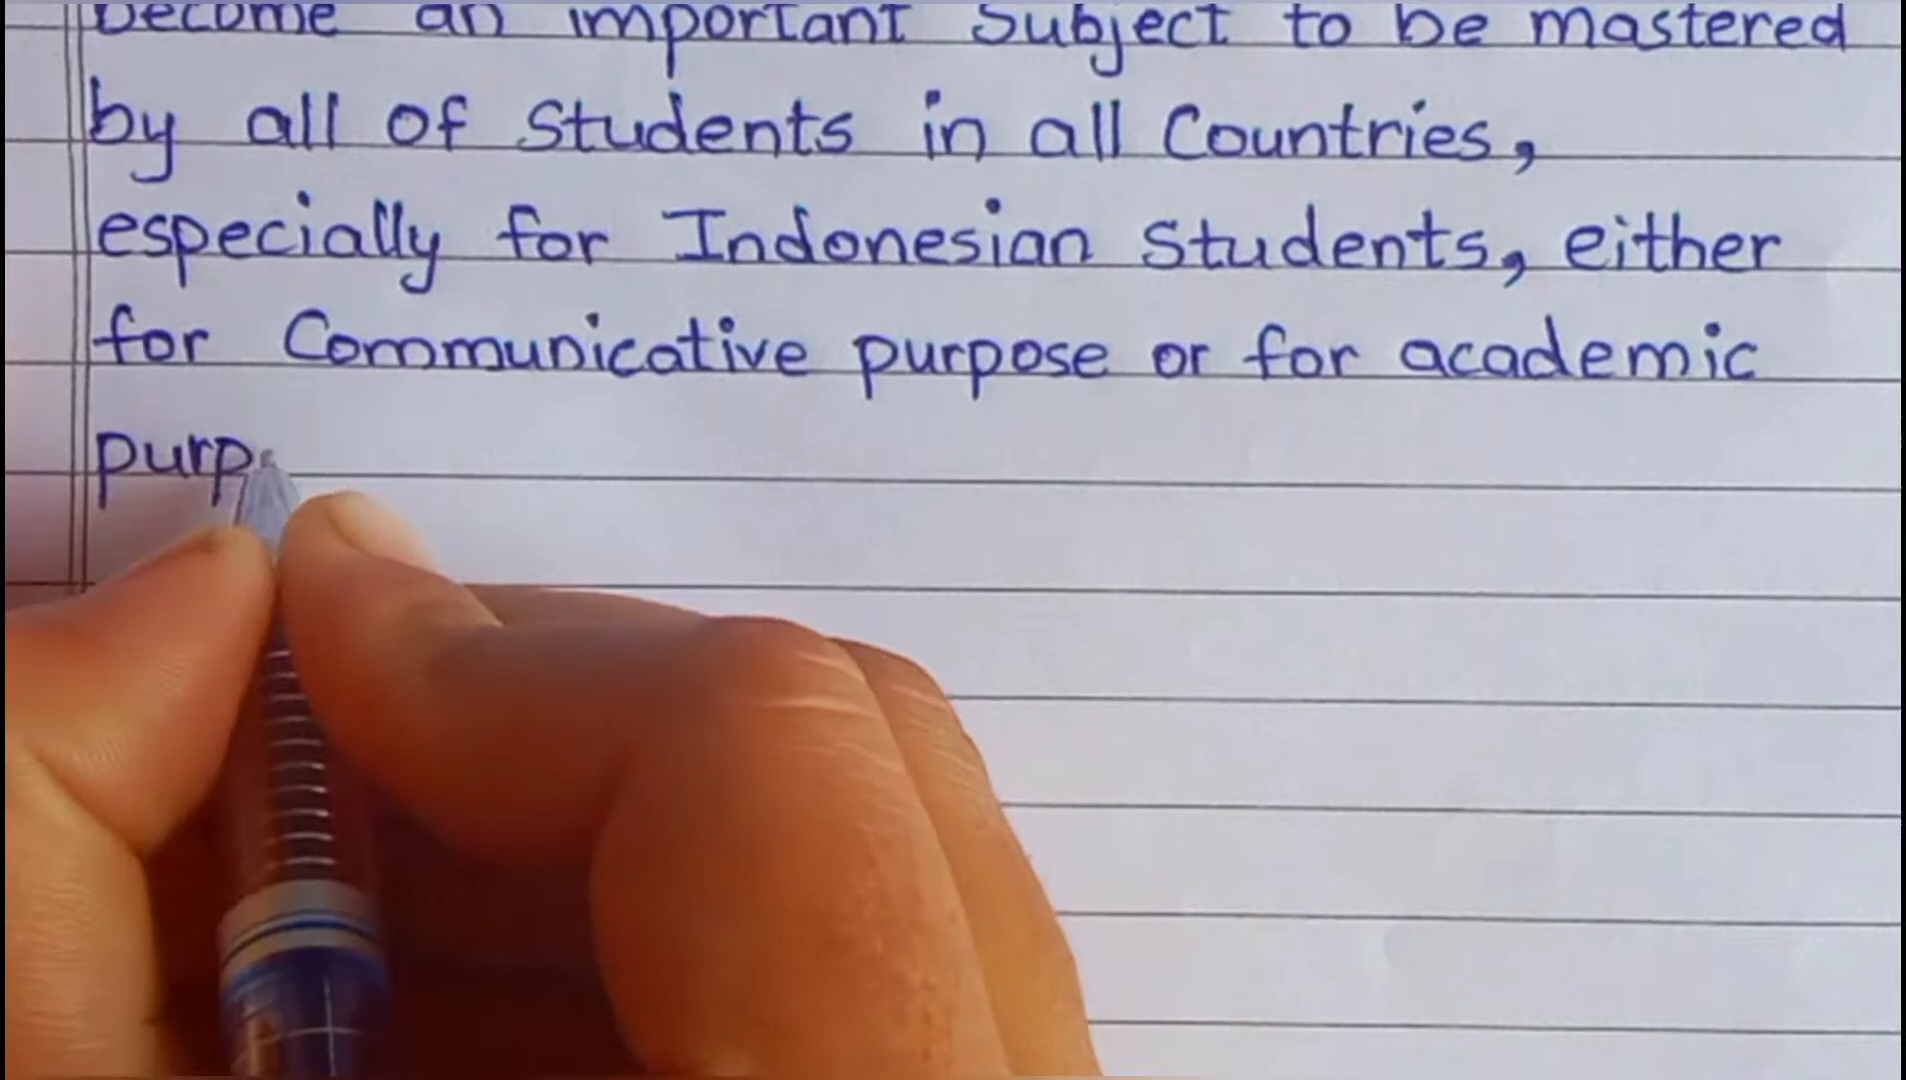 become an important Subject to be mastered
by all of Students in all Countries,
especially for Indonesian Students, either
for Communicative purpose or for academic
purp